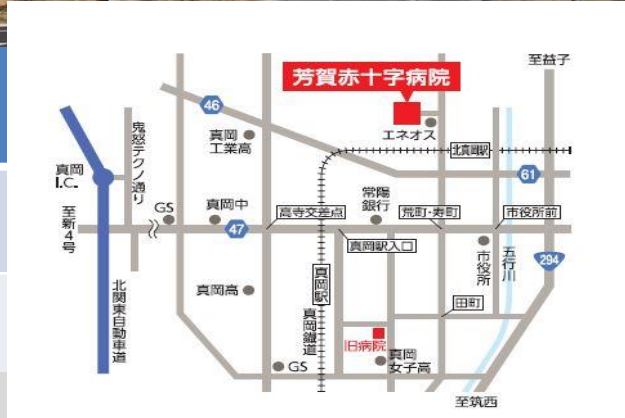 至益子
芳賀赤十字病院
46
エネオス
鬼怒テクノ通り
真岡
工業高
北真岡駅
61
真岡
I.C.
至新4号
GS
真岡中
高寺交差点
常陽
銀行
荒町・寿町
市役所前
47
真岡駅入口
市役所
五行川
294
北関東自動車道
真岡高
真岡駅
真岡鐵道
田町
旧病院
GS
真岡
女子高
至筑西